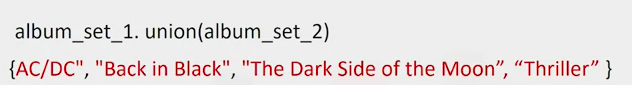 album_set_1. union(album_set_2)
{AC/DC", "Back in Black", "The Dark Side of the Moon”, “Thriller” }